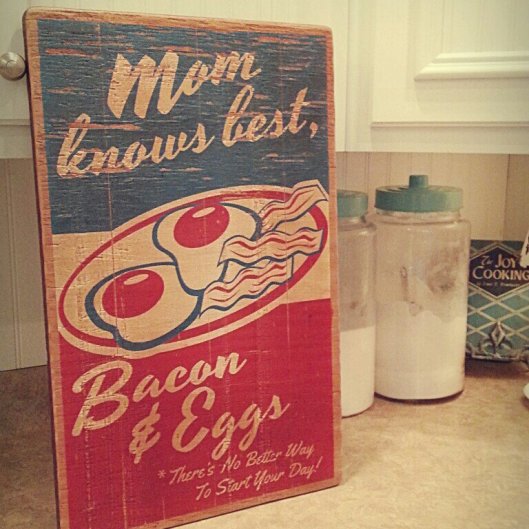 Mom
knows best,
Bacon
& Eggs
* There's No Better Way
To Start Your Day!
The JOY
of
COOKING